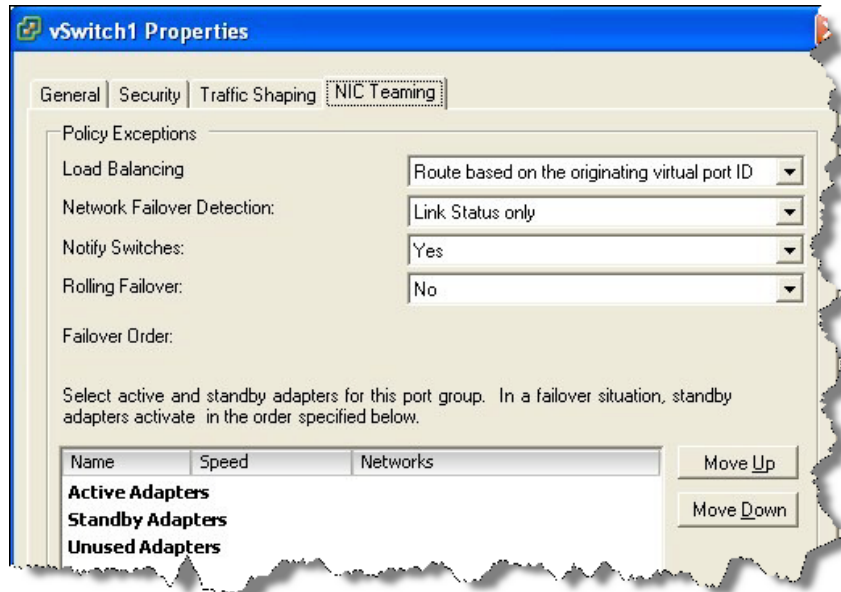 vSwitch1 Properties
General Security Traffic Shaping NIC Teaming
Policy Exceptions
Load Balancing Route based on the originating virtual port ID
Network Failover Detection: Link Status only
Notify Switches: Yes
Rolling Failover: No
Failover Order:
Select active and standby adapters for this port group. In a failover situation, standby
adapters activate in the order specified below.
Name Speed Networks Move Up
Active Adapters
Standby Adapters Move Down
Unused Adapters